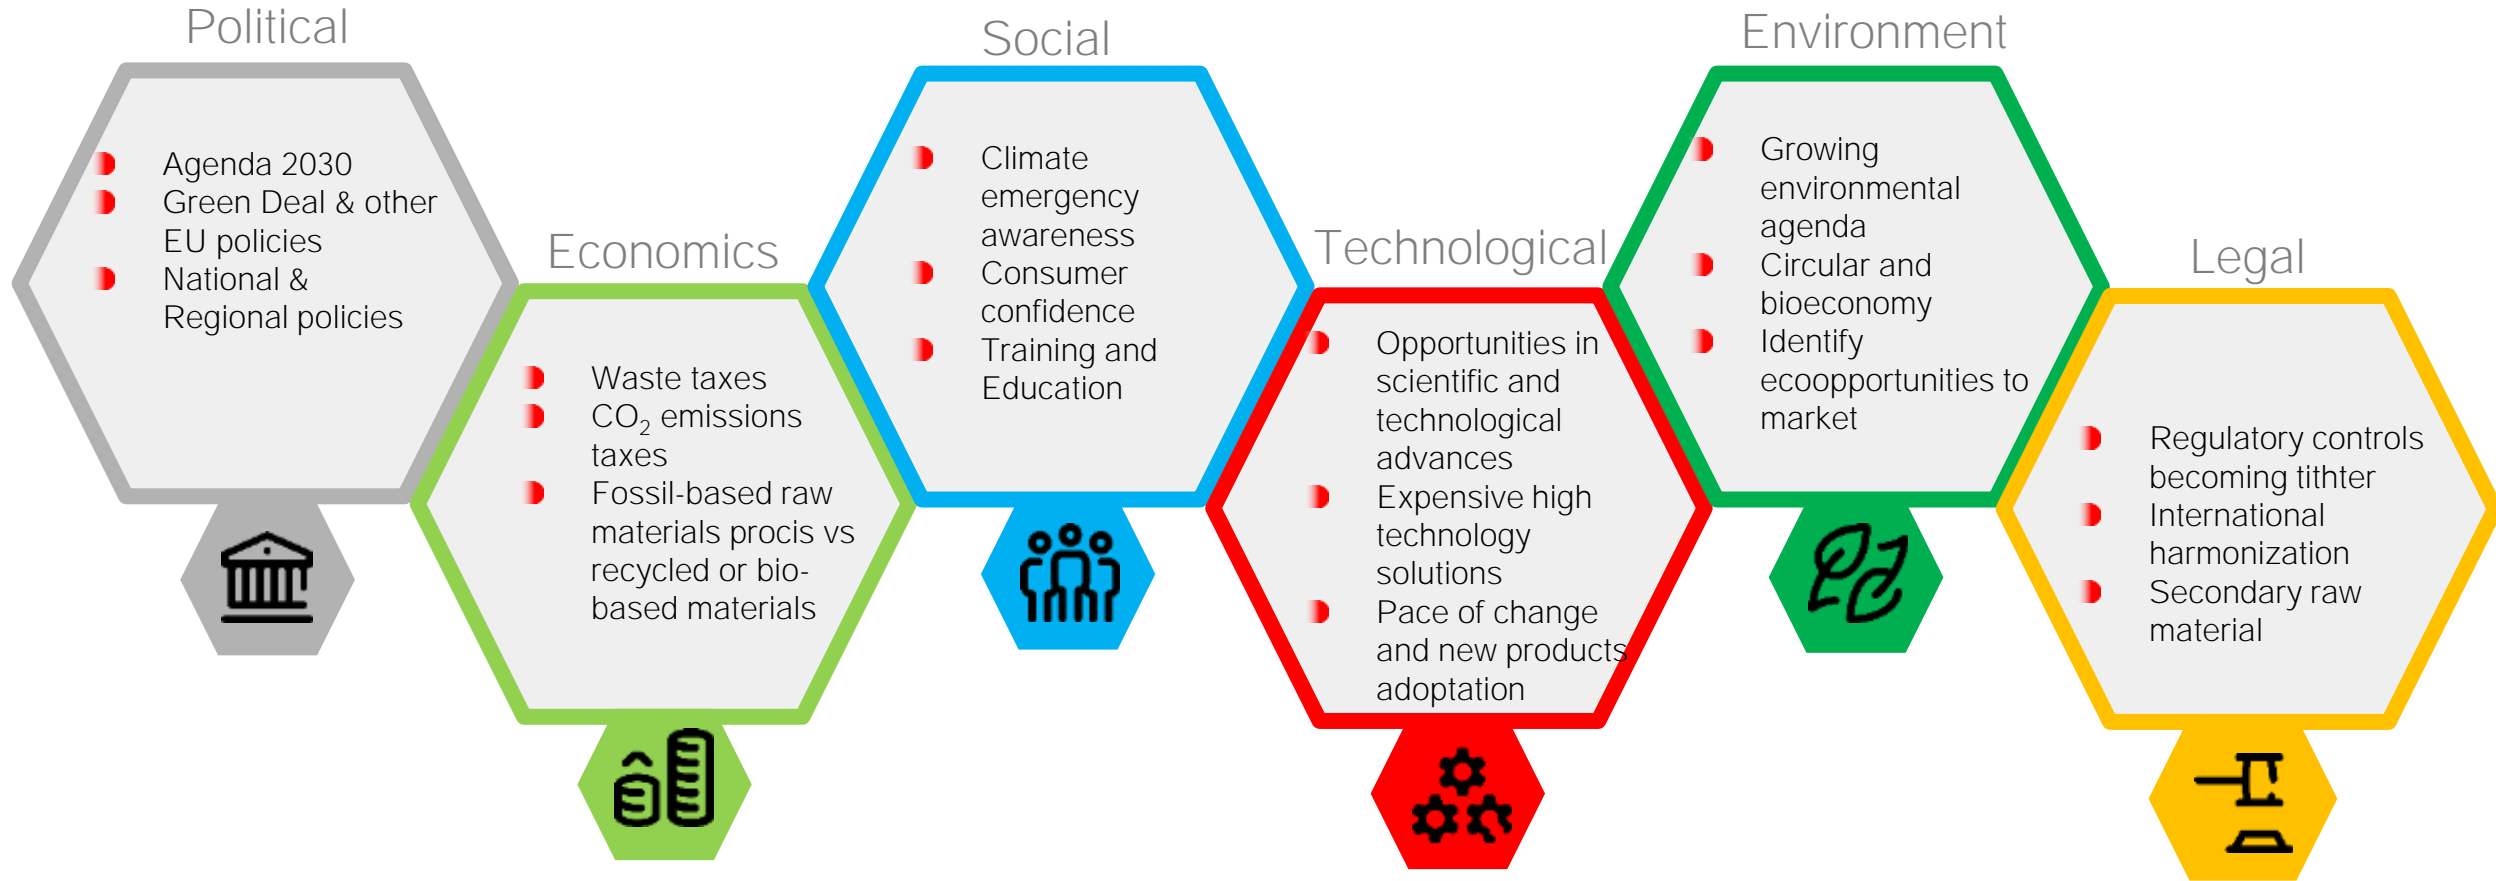 Political
Agenda 2030
Green Deal & other
EU policies
National &
Regional policies
Economics
Waste taxes
CO₂ emissions
taxes
Fossil-based raw
materials procis vs
recycled or bio-
based materials
Social
Climate
emergency
awareness
Consumer
confidence
Training and
Education
Technological
Opportunities in
scientific and
technological
advances
Expensive high
technology
solutions
Pace of change
and new products
adoptation
Environment
Growing
environmental
agenda
Circular and
bioeconomy
Identify
ecoopportunities to
market
Legal
Regulatory controls
becoming tithter
International
harmonization
Secondary raw
material